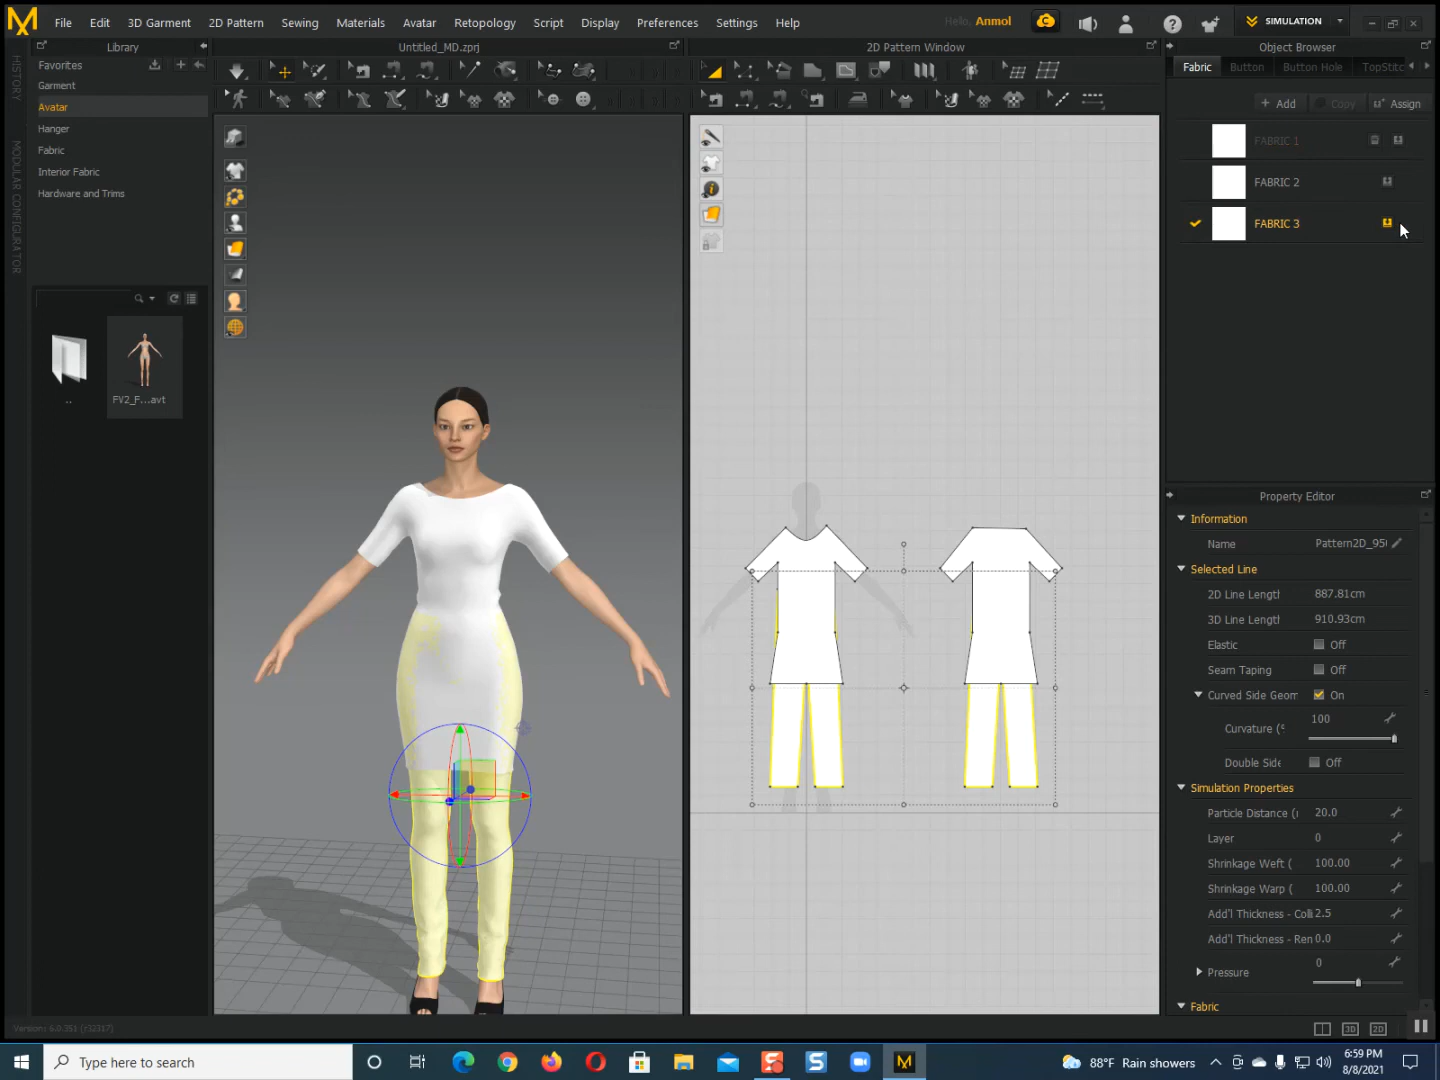 File Edit 3D Garment 2D Pattern Sewing Materials Avatar Retopology Script Display Preferences Settings Help
Hello, Anmol
SIMULATION
Library
Untitled_MD.zprj
2D Pattern Window
Object Browser
HISTORY
MODULAR CONFIGURATOR
Favorites
Garment
Avatar
Hanger
Fabric
Interior Fabric
Hardware and Trims
..
FV2_F...avt
Fabric Button Button Hole TopStitc
+ Add Copy Assign
FABRIC 1
FABRIC 2
FABRIC 3
Property Editor
Information
Name Pattern2D_95
Selected Line
2D Line Length 887.81cm
3D Line Length 910.93cm
Elastic Off
Seam Taping Off
Curved Side Geom On
Curvature ( 100
Double Side Off
Simulation Properties
Particle Distance ( 20.0
Layer 0
Shrinkage Weft ( 100.00
Shrinkage Warp ( 100.00
Add'l Thickness - Colli 2.5
Add'l Thickness - Ren 0.0
Pressure 0
Fabric
Version: 6.0.351 (r32317)
3D 2D
Type here to search
88°F Rain showers
6:59 PM
8/8/2021